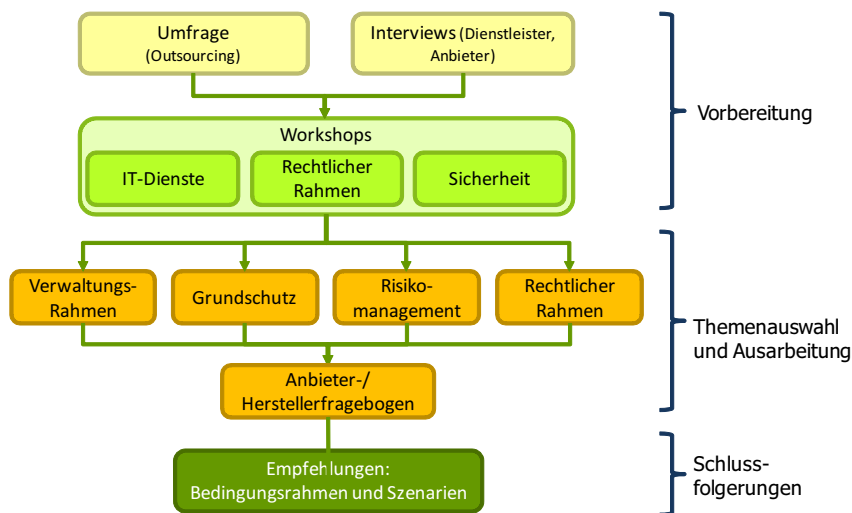 Umfrage
(Outsourcing)
Interviews (Dienstleister,
Anbieter)
Vorbereitung
Workshops
IT-Dienste
Rechtlicher
Rahmen
Sicherheit
Verwaltungs-
Rahmen
Grundschutz
Risiko-
management
Rechtlicher
Rahmen
Themenauswahl
und Ausarbeitung
Anbieter-/
Herstellerfragebogen
Empfehlungen:
Bedingungsrahmen und Szenarien
Schluss-
folgerungen